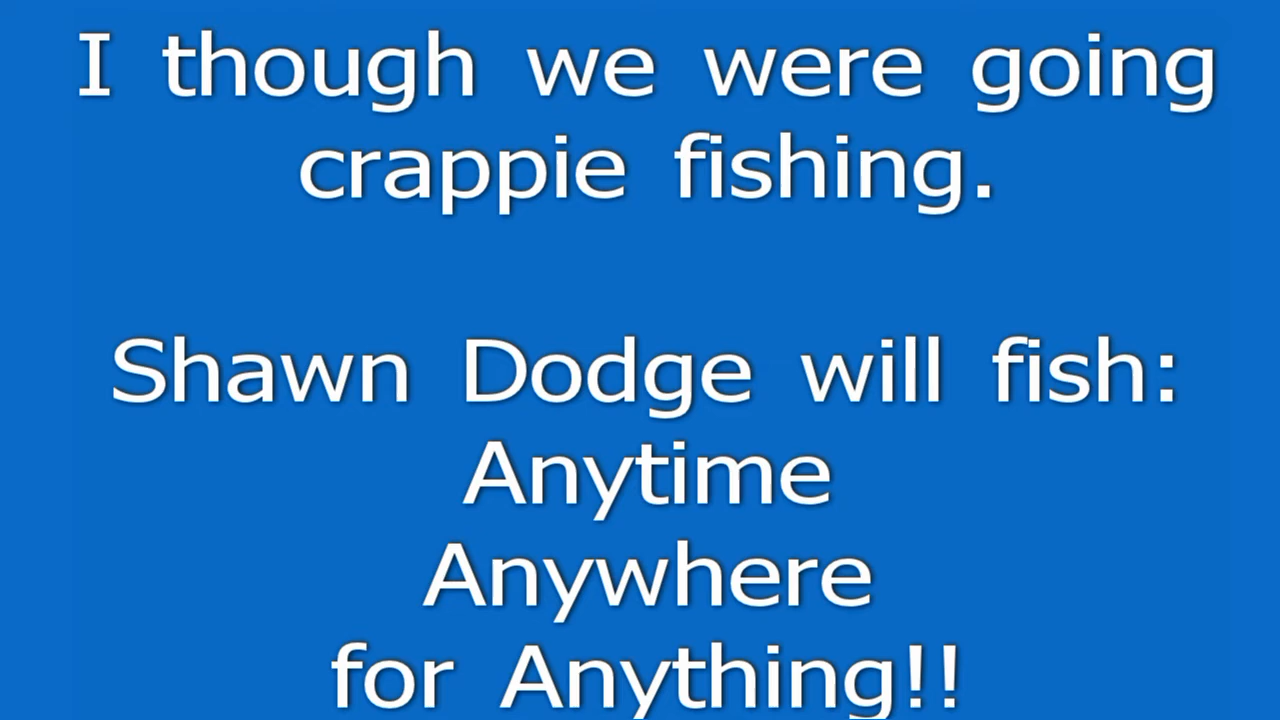 I though we were going
crappie fishing.
Shawn Dodge will fish:
Anytime
Anywhere
for Anything!!